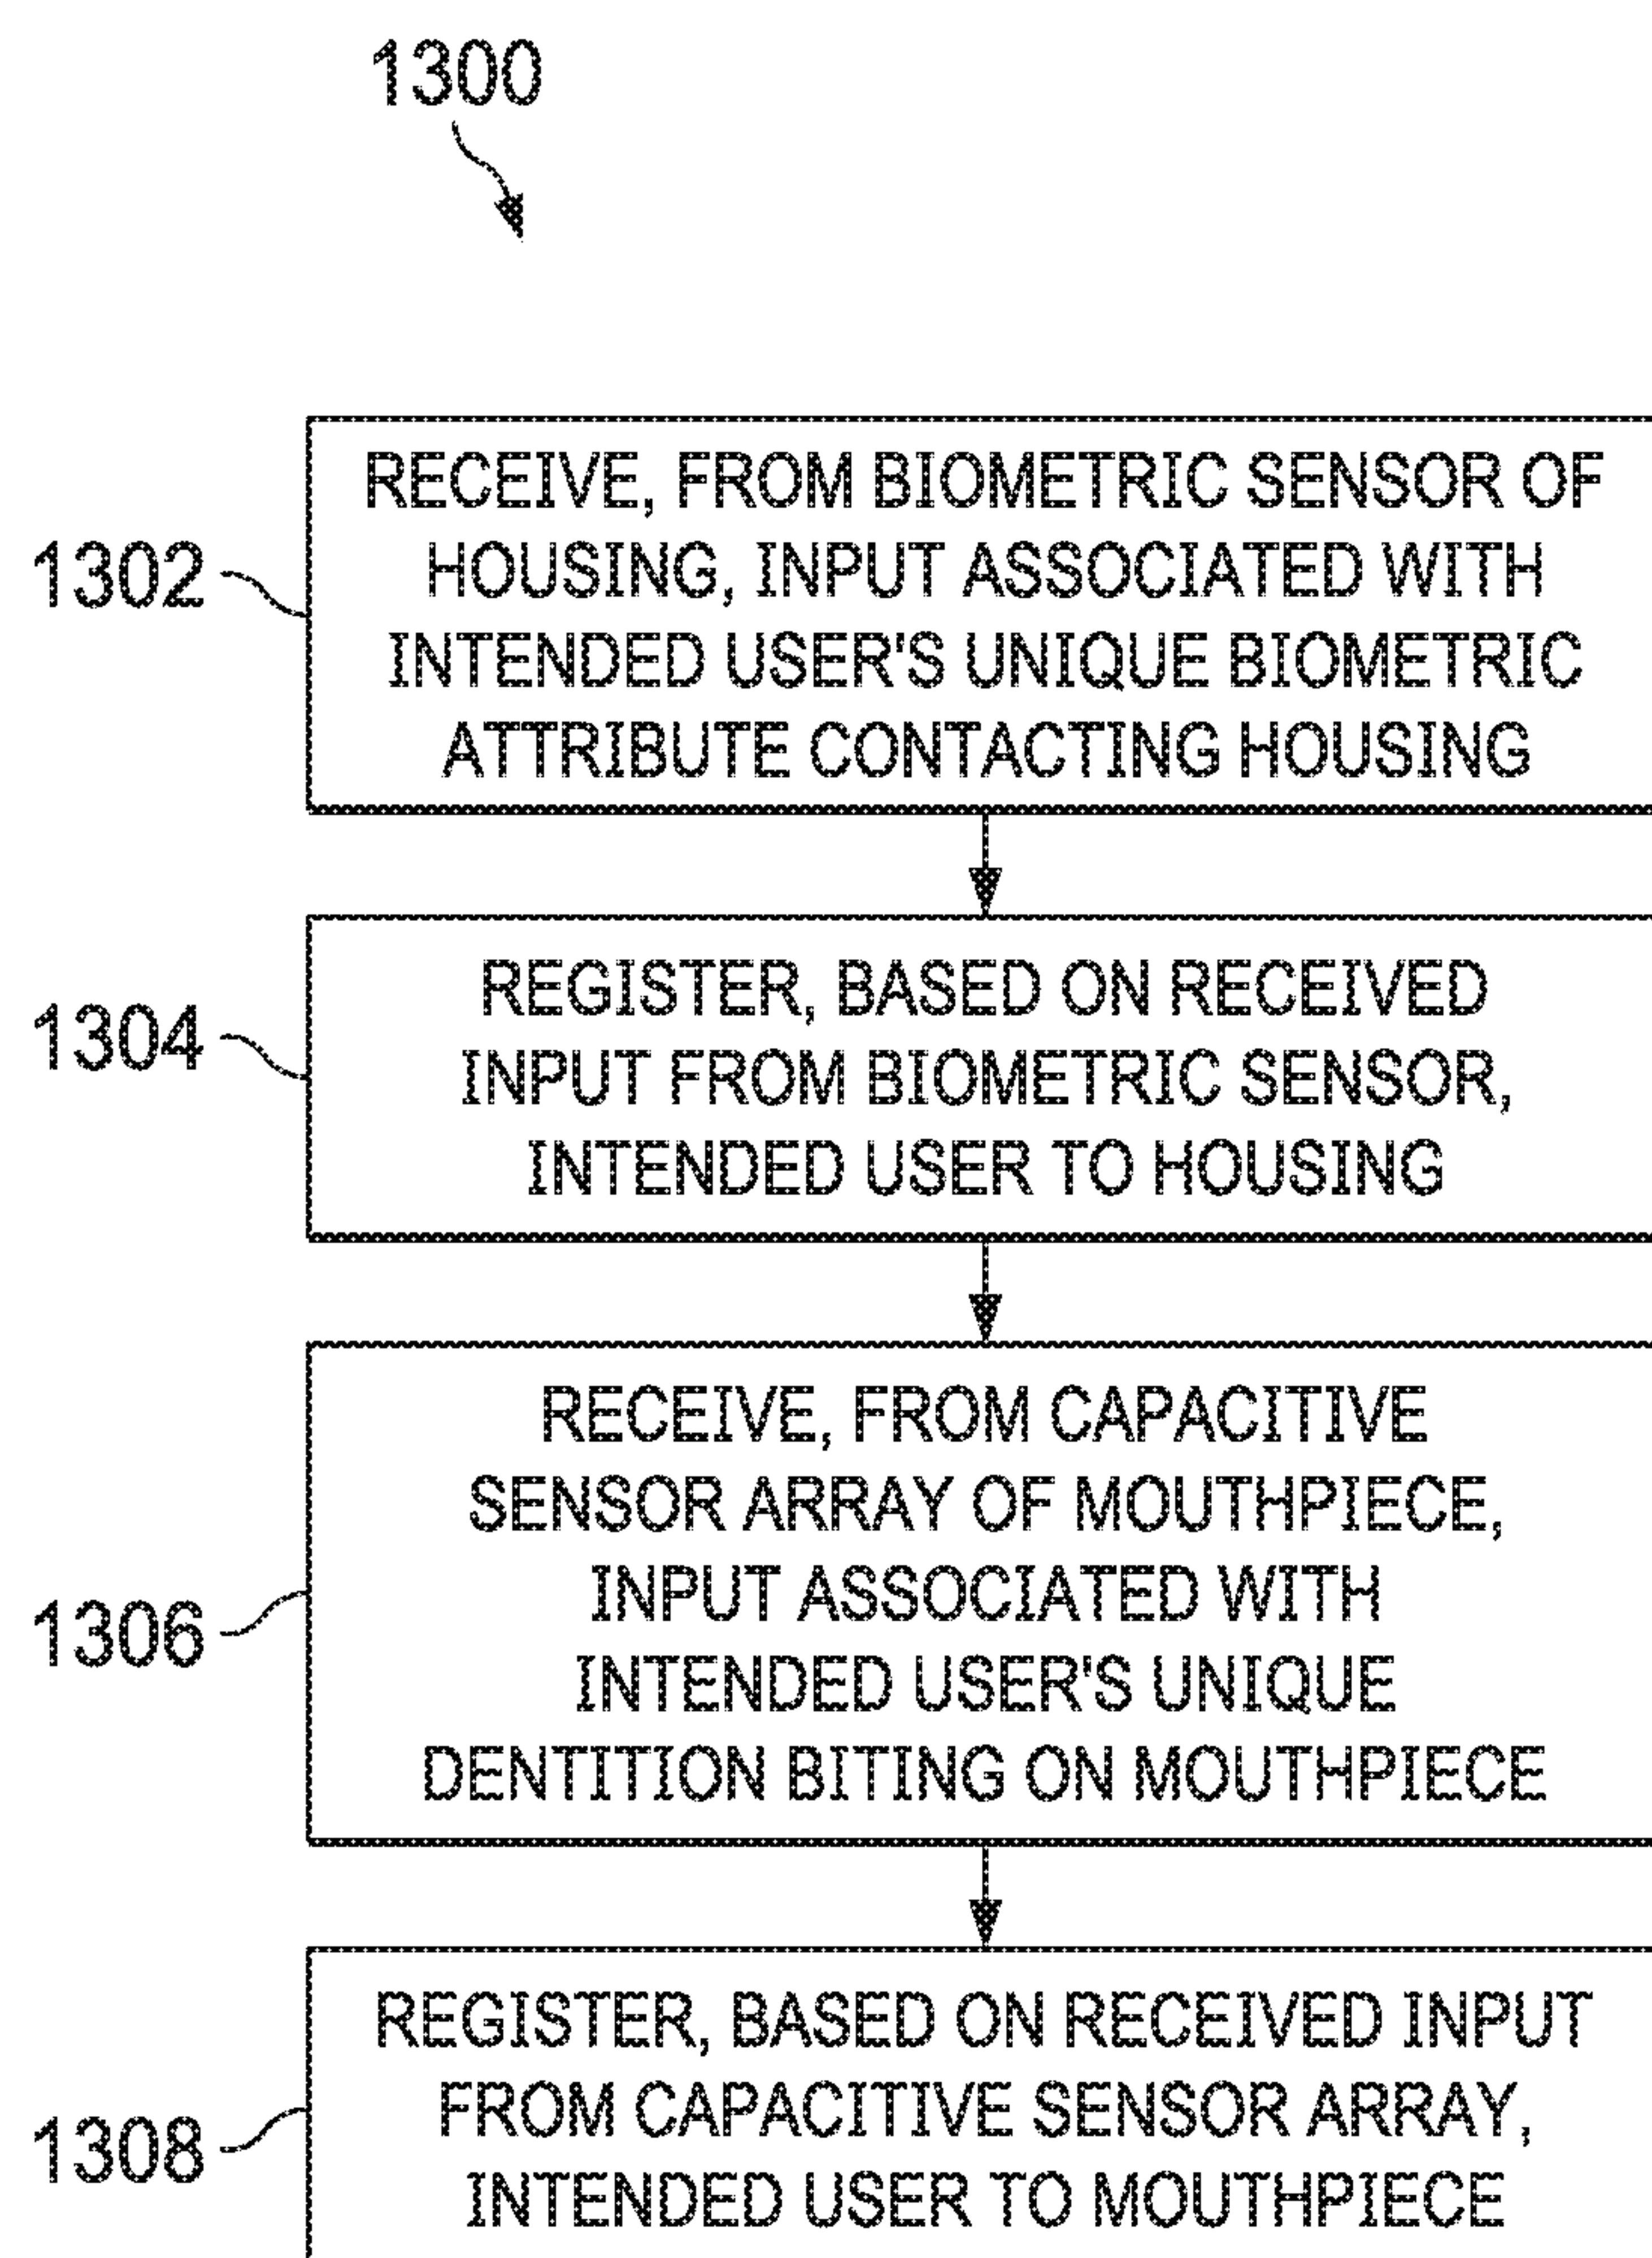 1300
1302
RECEIVE, FROM BIOMETRIC SENSOR OF
HOUSING, INPUT ASSOCIATED WITH
INTENDED USER'S UNIQUE BIOMETRIC
ATTRIBUTE CONTACTING HOUSING
1304
REGISTER, BASED ON RECEIVED
INPUT FROM BIOMETRIC SENSOR,
INTENDED USER TO HOUSING
1306
RECEIVE, FROM CAPACITIVE
SENSOR ARRAY OF MOUTHPIECE,
INPUT ASSOCIATED WITH
INTENDED USER'S UNIQUE
DENTITION BITING ON MOUTHPIECE
1308
REGISTER, BASED ON RECEIVED INPUT
FROM CAPACITIVE SENSOR ARRAY,
INTENDED USER TO MOUTHPIECE